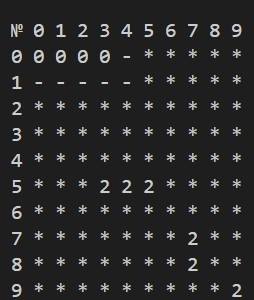 № 0 1 2 3 4 5 6 7 8 9
0 0 0 0 0 - * * * * *
1 - - - - - * * * * *
2 * * * * * * * * * *
3 * * * * * * * * * *
4 * * * * * * * * * *
5 * * * 2 2 2 * * * *
6 * * * * * * * * * *
7 * * * * * * * 2 * *
8 * * * * * * * 2 * *
9 * * * * * * * * * 2